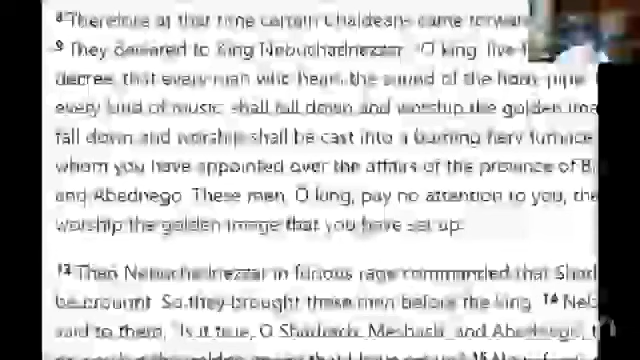 8 Therefore at that time certain Chaldeans came forward
9 They declared to King Nebuchadnezzar, "O king, live
decree, that every man who hears the sound of the horn, pipe,
every kind of music, shall fall down and worship the golden
fall down and worship shall be cast into a burning fiery furnace.
whom you have appointed over the affairs of the province of
and Abednego. These men, O king, pay no attention to you;
worship the golden image that you have set up."
13 Then Nebuchadnezzar in furious rage commanded that
be brought. So they brought these men before the king. 14
said to them, "Is it true, O Shadrach, Meshach, and Abednego,